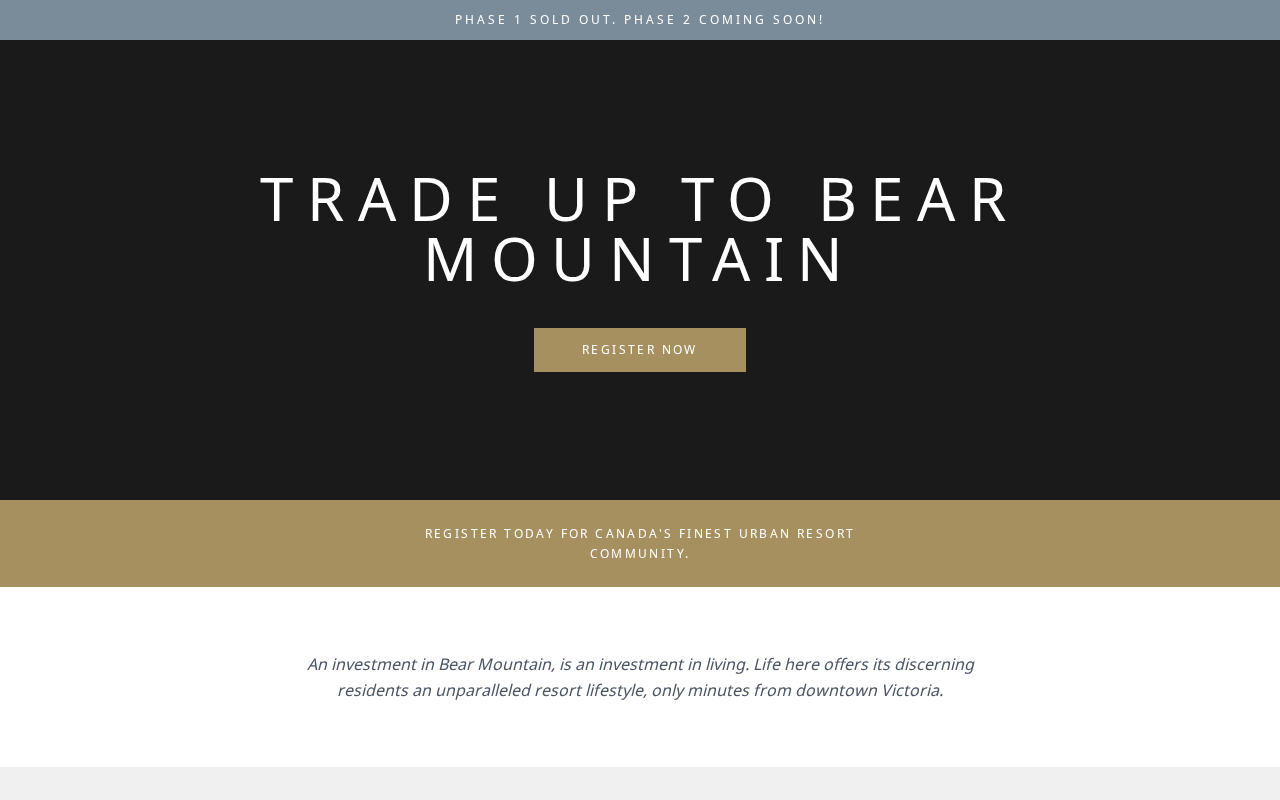 PHASE 1 SOLD OUT. PHASE 2 COMING SOON!
TRADE UP TO BEAR
MOUNTAIN
REGISTER NOW
REGISTER TODAY FOR CANADA'S FINEST URBAN RESORT
COMMUNITY.
An investment in Bear Mountain, is an investment in living. Life here offers its discerning
residents an unparalleled resort lifestyle, only minutes from downtown Victoria.